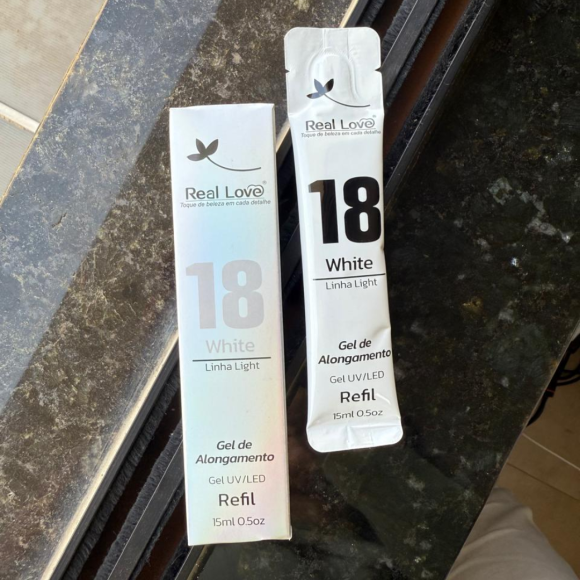 Real Love®
Toque de beleza em cada detalhe
18
White
Linha Light
Gel de
Alongamento
Gel UV/LED
Refil
15ml 0.5oz
Real Love®
Toque de beleza em cada detalhe
18
White
Linha Light
Gel de
Alongamento
Gel UV/LED
Refil
15ml 0.5oz